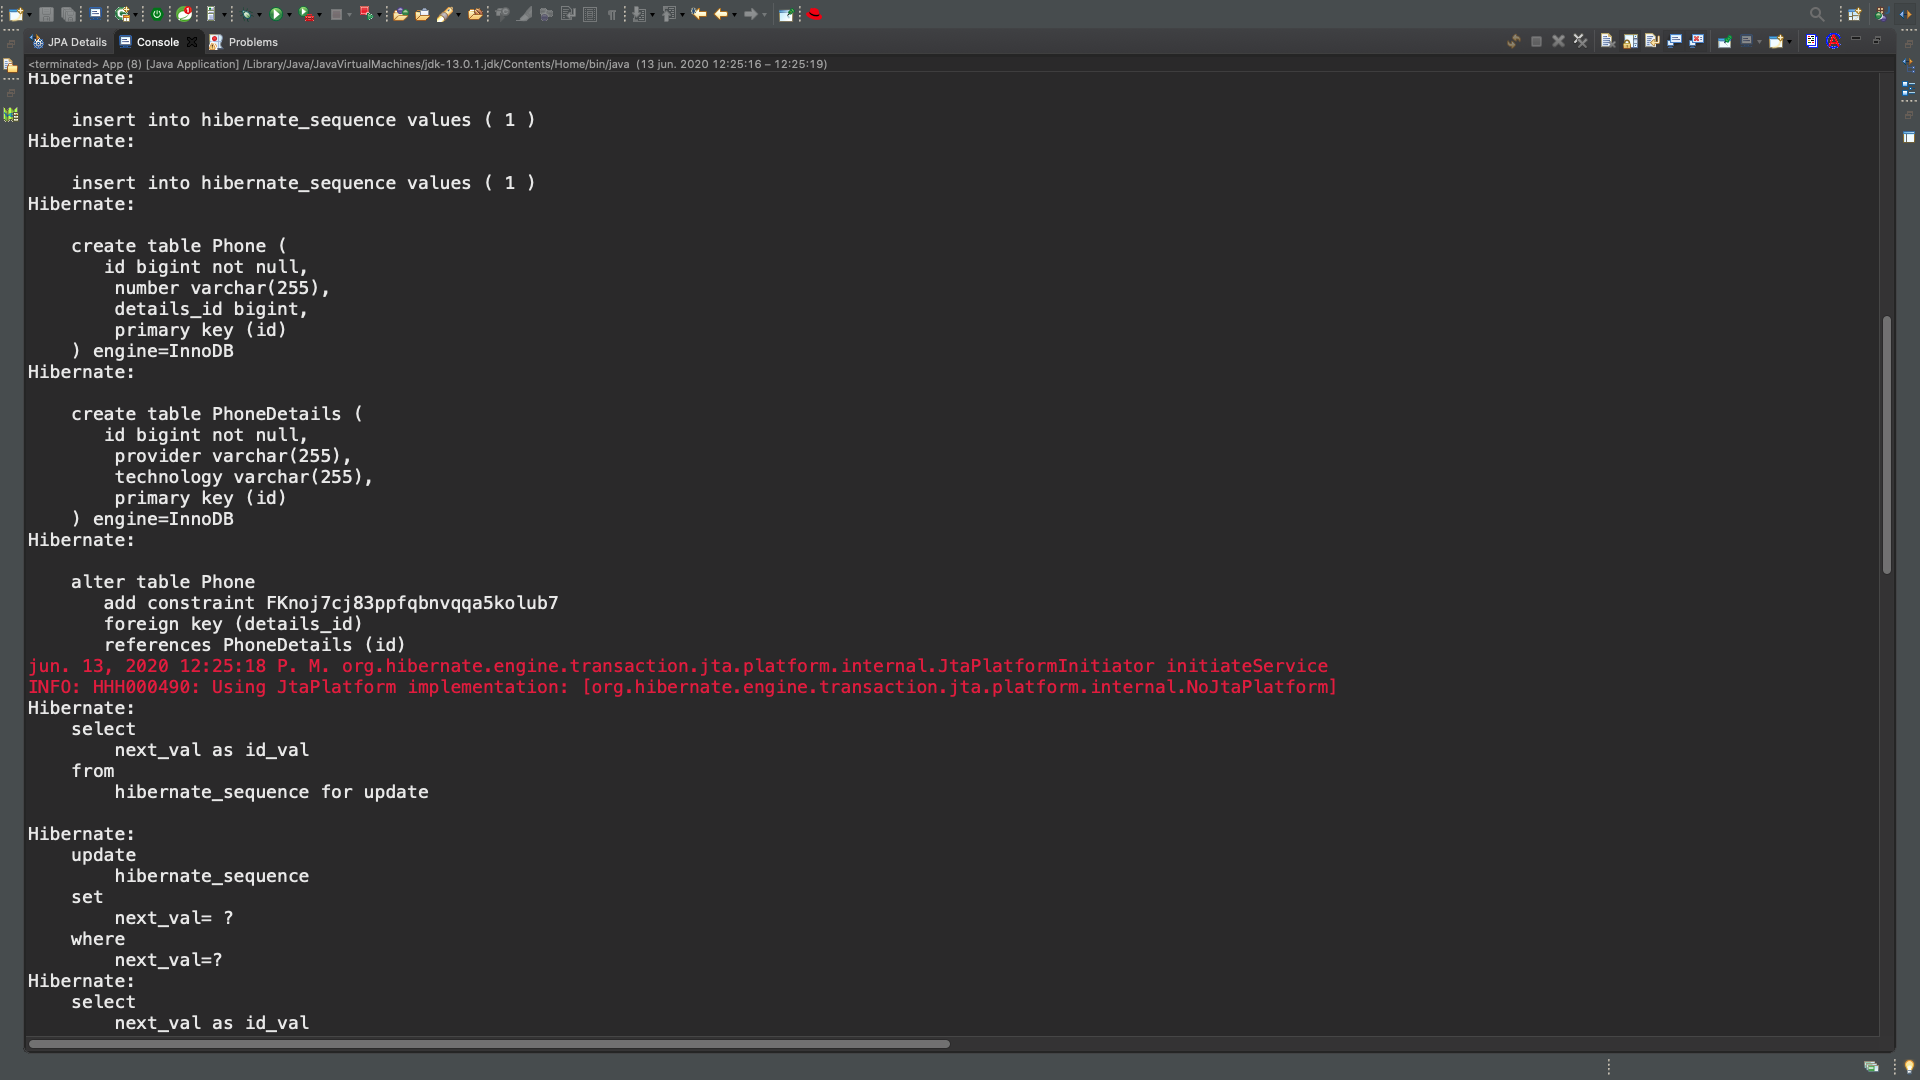 JPA Details Console Problems
<terminated> App (8) [Java Application] /Library/Java/JavaVirtualMachines/jdk-13.0.1.jdk/Contents/Home/bin/java (13 jun. 2020 12:25:16 – 12:25:19)
Hibernate:
insert into hibernate_sequence values ( 1 )
Hibernate:
insert into hibernate_sequence values ( 1 )
Hibernate:
create table Phone (
id bigint not null,
number varchar(255),
details_id bigint,
primary key (id)
) engine=InnoDB
Hibernate:
create table PhoneDetails (
id bigint not null,
provider varchar(255),
technology varchar(255),
primary key (id)
) engine=InnoDB
Hibernate:
alter table Phone
add constraint FKnoj7cj83ppfqbnvqqa5kolub7
foreign key (details_id)
references PhoneDetails (id)
jun. 13, 2020 12:25:18 P. M. org.hibernate.engine.transaction.jta.platform.internal.JtaPlatformInitiator initiateService
INFO: HHH000490: Using JtaPlatform implementation: [org.hibernate.engine.transaction.jta.platform.internal.NoJtaPlatform]
Hibernate:
select
next_val as id_val
from
hibernate_sequence for update
Hibernate:
update
hibernate_sequence
set
next_val= ?
where
next_val=?
Hibernate:
select
next_val as id_val